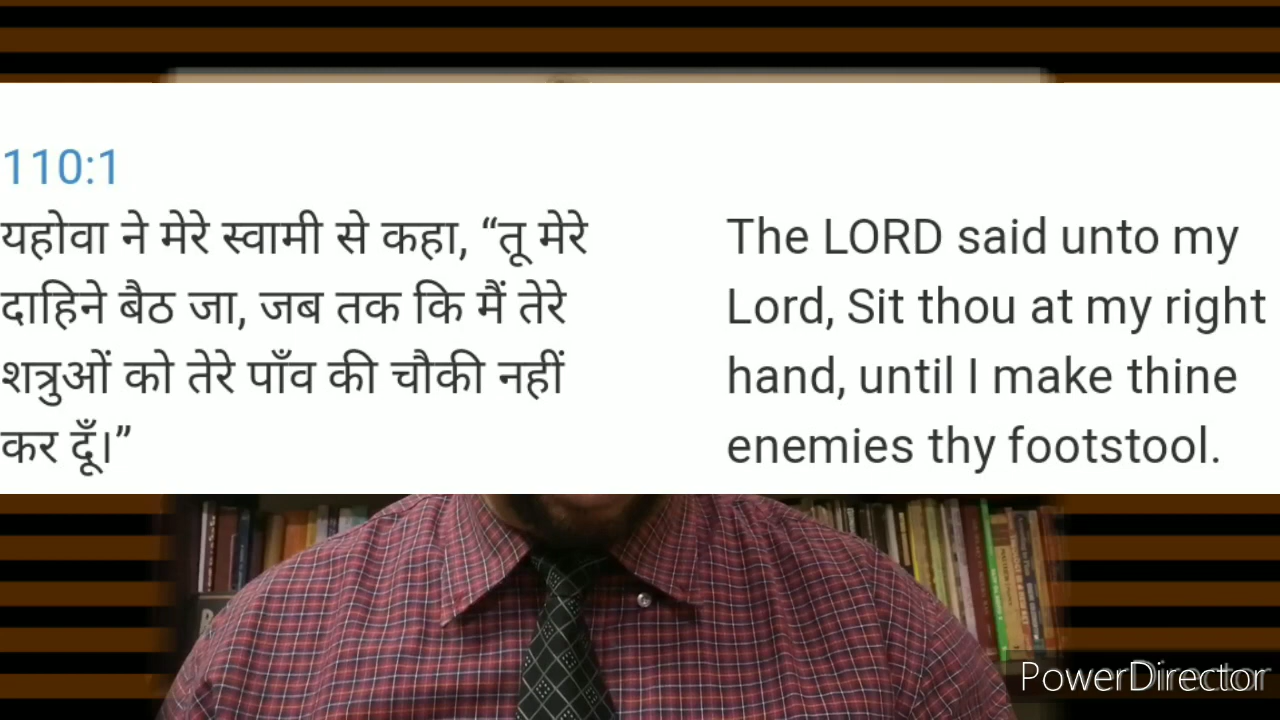 110:1
यहोवा ने मेरे स्वामी से कहा, “तू मेरे
दाहिने बैठ जा, जब तक कि मैं तेरे
शत्रुओं को तेरे पाँव की चौकी नहीं
कर दूँ।”
The LORD said unto my
Lord, Sit thou at my right
hand, until I make thine
enemies thy footstool.
PowerDirector